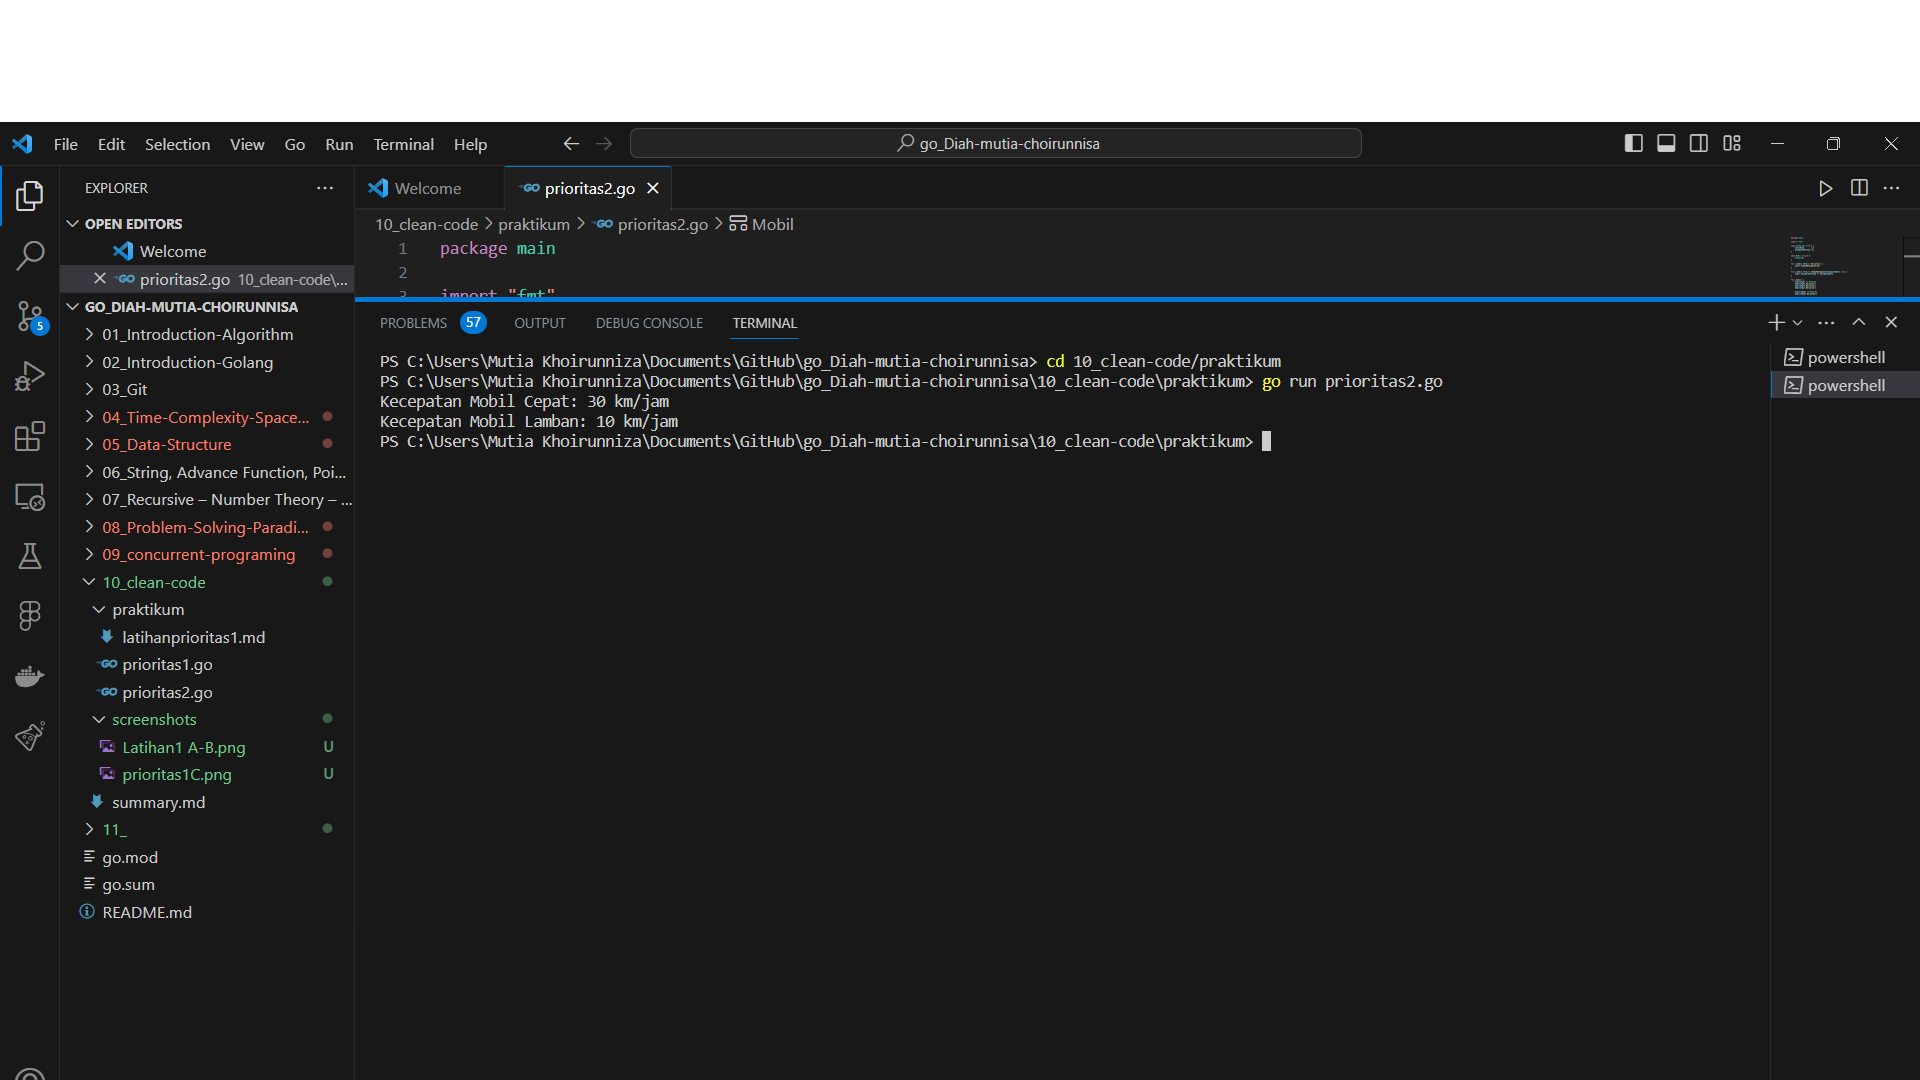 File Edit Selection View Go Run Terminal Help
go_Diah-mutia-choirunnisa
EXPLORER
OPEN EDITORS
Welcome
prioritas2.go 10_clean-code\...
GO_DIAH-MUTIA-CHOIRUNNISA
01_Introduction-Algorithm
02_Introduction-Golang
03_Git
04_Time-Complexity-Space...
05_Data-Structure
06_String, Advance Function, Poi...
07_Recursive – Number Theory – ...
08_Problem-Solving-Paradi...
09_concurrent-programing
10_clean-code
praktikum
latihanprioritas1.md
prioritas1.go
prioritas2.go
screenshots
Latihan1 A-B.png U
prioritas1C.png U
summary.md
11_
go.mod
go.sum
README.md
5
Welcome prioritas2.go
10_clean-code > praktikum > prioritas2.go > Mobil
1 package main
2
3 import "fmt"
PROBLEMS 57 OUTPUT DEBUG CONSOLE TERMINAL
PS C:\Users\Mutia Khoirunniza\Documents\GitHub\go_Diah-mutia-choirunnisa> cd 10_clean-code/praktikum
PS C:\Users\Mutia Khoirunniza\Documents\GitHub\go_Diah-mutia-choirunnisa\10_clean-code\praktikum> go run prioritas2.go
Kecepatan Mobil Cepat: 30 km/jam
Kecepatan Mobil Lamban: 10 km/jam
PS C:\Users\Mutia Khoirunniza\Documents\GitHub\go_Diah-mutia-choirunnisa\10_clean-code\praktikum>
powershell
powershell